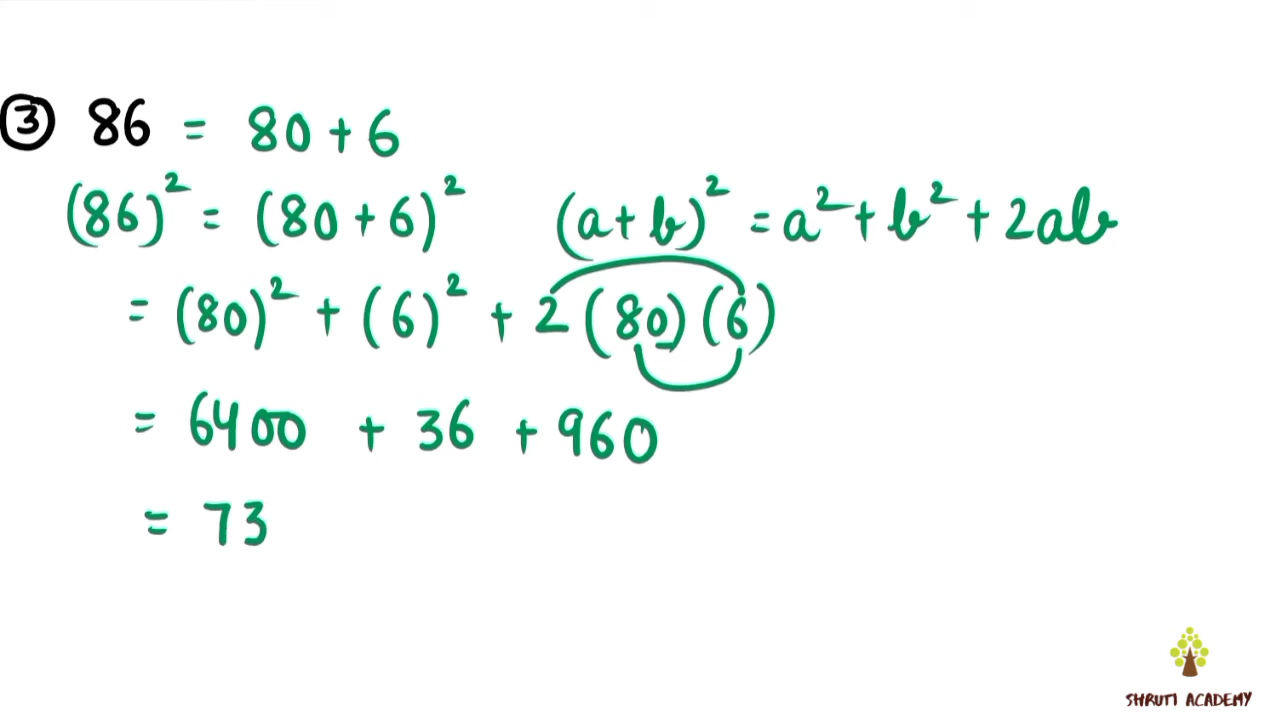 ③ 86 = 80 + 6
(86)² = (80 + 6)² (a + b)² = a² + b² + 2ab
= (80)² + (6)² + 2(80)(6)
= 6400 + 36 + 960
= 73
SHRUTI ACADEMY